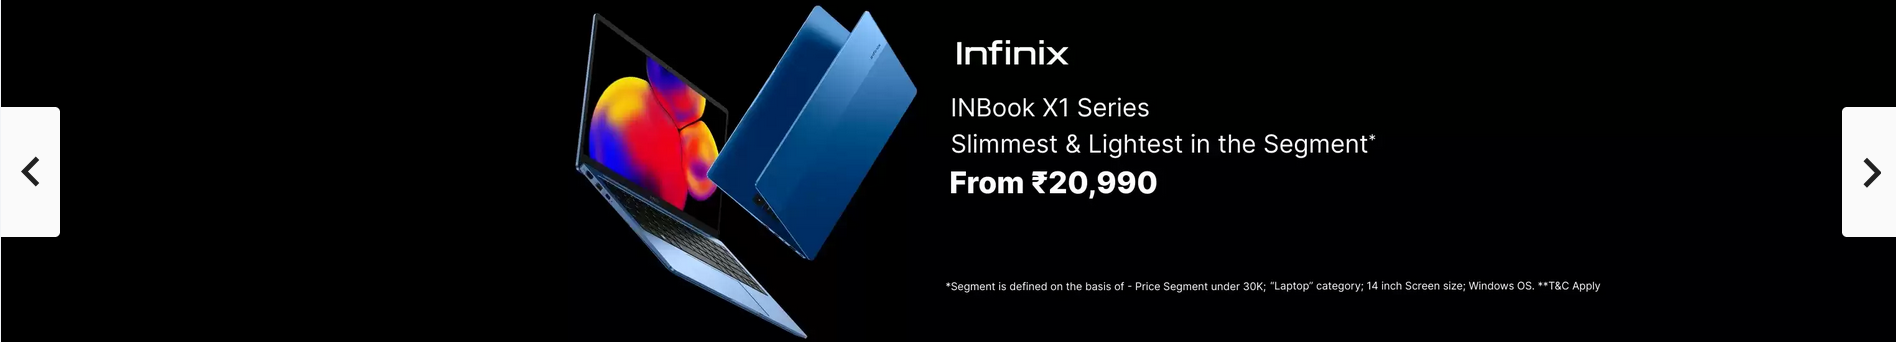 Infinix
INBook X1 Series
Slimmest & Lightest in the Segment*
From ₹20,990
*Segment is defined on the basis of - Price Segment under 30K; "Laptop" category; 14 inch Screen size; Windows OS. **T&C Apply